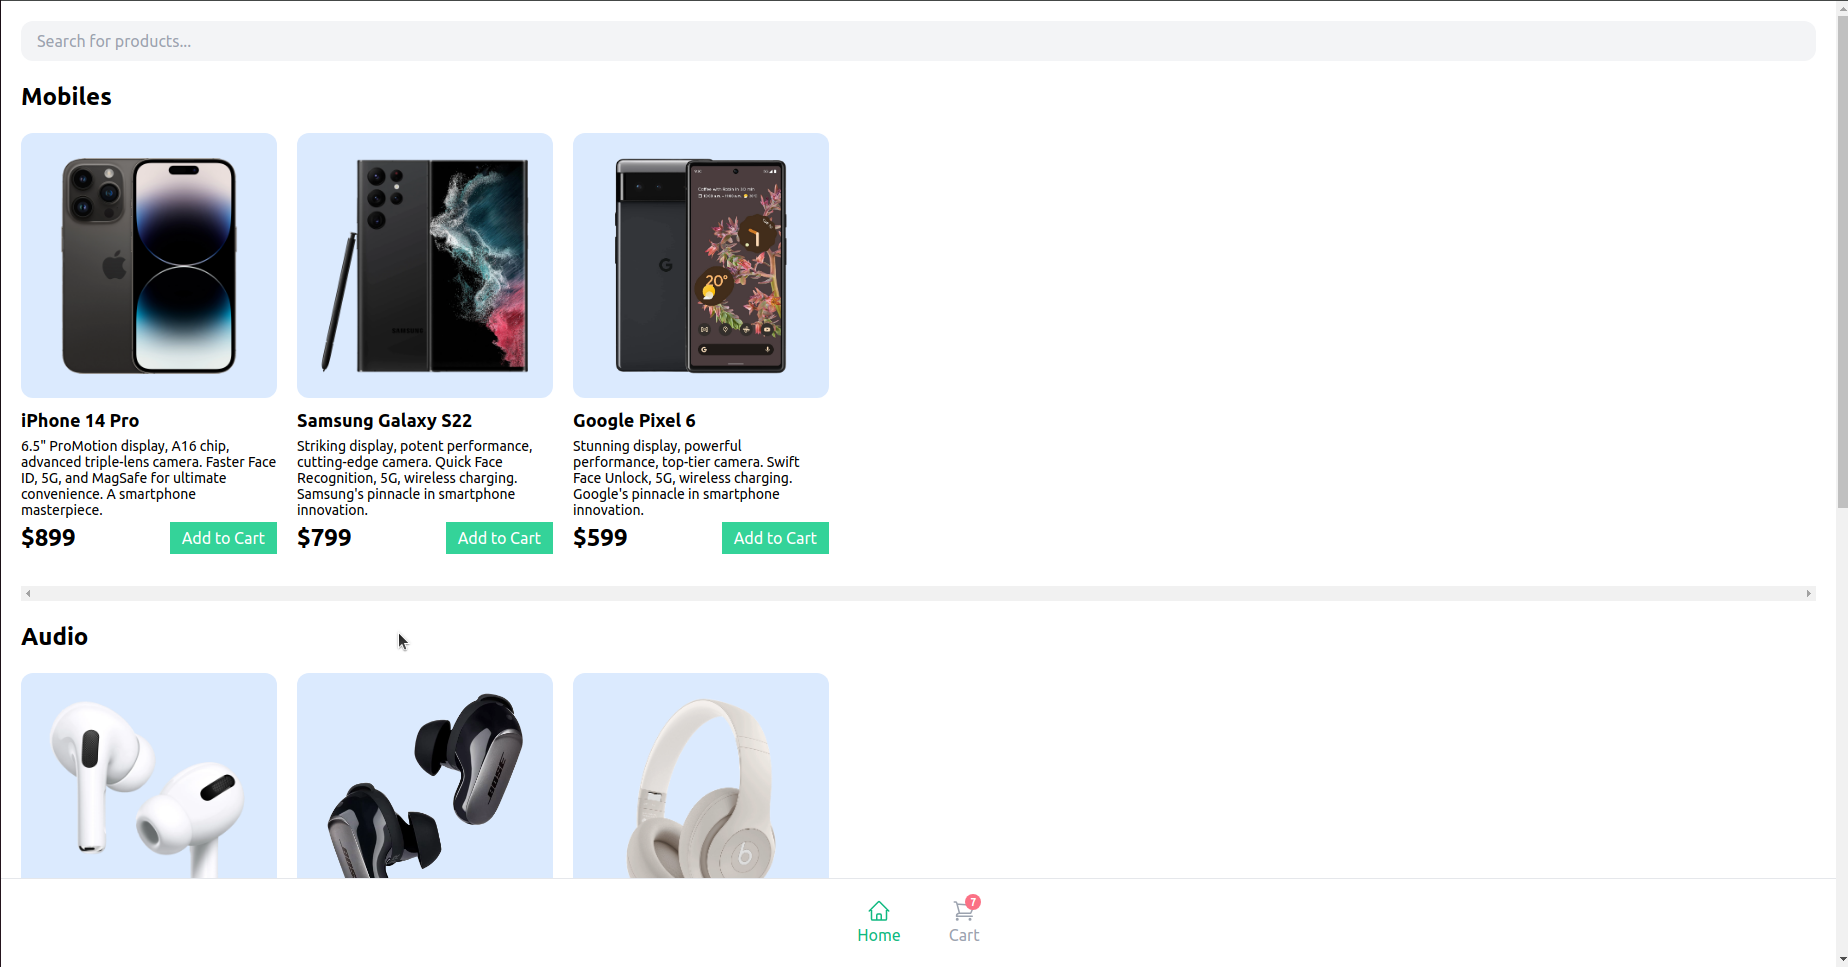 Search for products...
Mobiles
SAMSUNG
20°
iPhone 14 Pro
6.5" ProMotion display, A16 chip,
advanced triple-lens camera. Faster Face
ID, 5G, and MagSafe for ultimate
convenience. A smartphone
masterpiece.
$899
Add to Cart
Samsung Galaxy S22
Striking display, potent performance,
cutting-edge camera. Quick Face
Recognition, 5G, wireless charging.
Samsung's pinnacle in smartphone
innovation.
$799
Add to Cart
Google Pixel 6
Stunning display, powerful
performance, top-tier camera. Swift
Face Unlock, 5G, wireless charging.
Google's pinnacle in smartphone
innovation.
$599
Add to Cart
Audio
BOSE
BOSE
b
Home
7
Cart